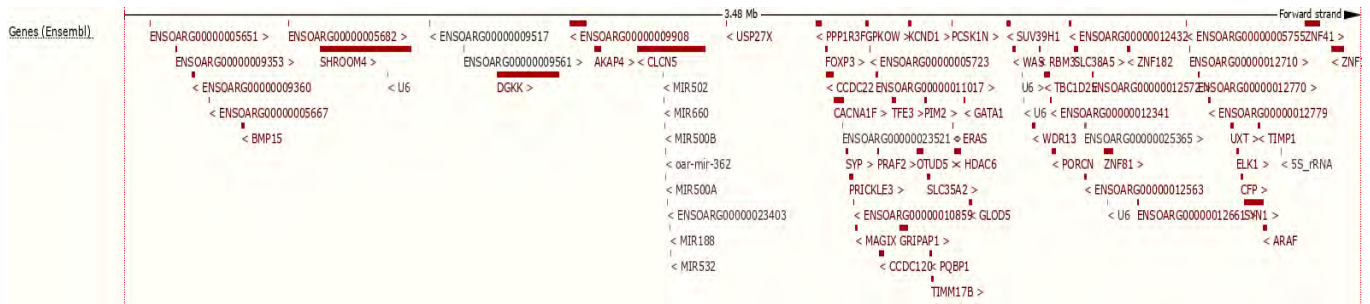 3.48 Mb Forward strand
Genes (Ensembl)
ENSOARG00000005651 > ENSOARG00000005682 > < ENSOARG00000009517 < ENSOARG00000009908 < USP27X < PPP1R3F < GPKOW < KCND1 < PCSK1N < SUV39H1 < ENSOARG00000012432 < ENSOARG00000005755 ZNF41 >
ENSOARG00000009353 > SHROOM4 > ENSOARG00000009561 > < AKAP4 < CLCN5 FOXP3 > < ENSOARG00000005723 < WAS < RBM3 SLC38A5 > < ZNF182 ENSOARG00000012710 >
< ENSOARG00000009360 < U6 DGKK > < MIR502 < CCDC22 ENSOARG00000011017 > U6 > < TBC1D25 ENSOARG00000012770 >
< ENSOARG00000005667 < MIR660 CACNA1F > < TFE3 > PIM2 > < GATA1 < U6 < ENSOARG00000012341 < ENSOARG00000012779
< BMP15 < MIR500B ENSOARG00000023521 < ERAS < WDR13 ENSOARG00000025365 > UXT > < TIMP1
< oar-mir-362 SYP > PRAF2 > OTUD5 > < HDAC6 < PORCN ZNF81 > ELK1 > < 5S_rRNA
< MIR500A PRICKLE3 > SLC35A2 > < ENSOARG00000012563 CFP >
< ENSOARG00000023403 < ENSOARG00000010859 < GLOD5 < U6 SYN1 >
< MIR188 < MAGIX GRIPAP1 > < ARAF
< MIR532 < CCDC120 < PQBP1
TIMM17B >